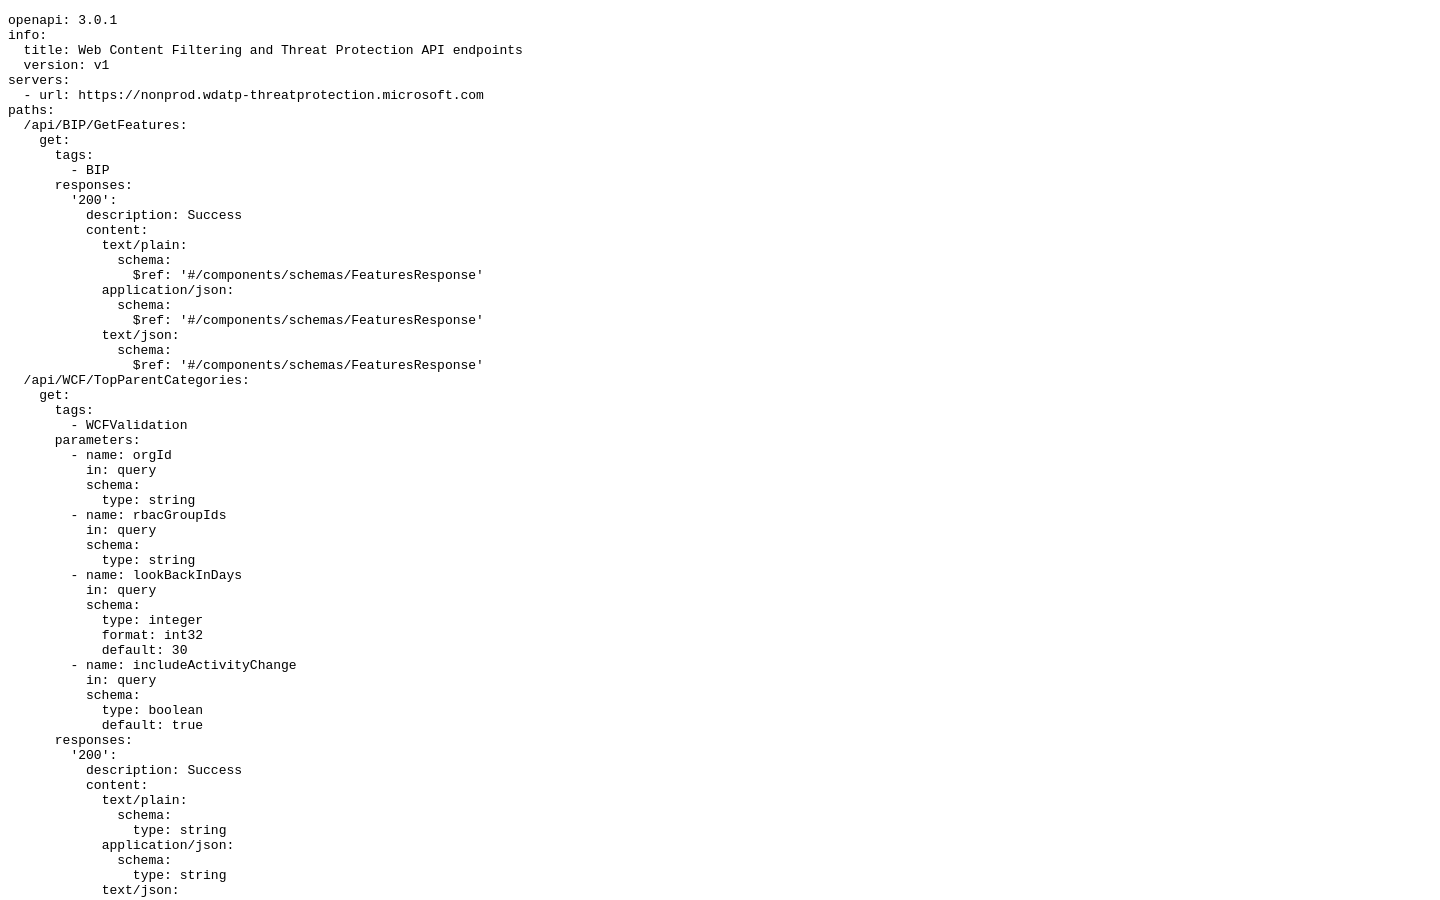 openapi: 3.0.1
info:
  title: Web Content Filtering and Threat Protection API endpoints
  version: v1
servers:
  - url: https://nonprod.wdatp-threatprotection.microsoft.com
paths:
  /api/BIP/GetFeatures:
    get:
      tags:
        - BIP
      responses:
        '200':
          description: Success
          content:
            text/plain:
              schema:
                $ref: '#/components/schemas/FeaturesResponse'
            application/json:
              schema:
                $ref: '#/components/schemas/FeaturesResponse'
            text/json:
              schema:
                $ref: '#/components/schemas/FeaturesResponse'
  /api/WCF/TopParentCategories:
    get:
      tags:
        - WCFValidation
      parameters:
        - name: orgId
          in: query
          schema:
            type: string
        - name: rbacGroupIds
          in: query
          schema:
            type: string
        - name: lookBackInDays
          in: query
          schema:
            type: integer
            format: int32
            default: 30
        - name: includeActivityChange
          in: query
          schema:
            type: boolean
            default: true
      responses:
        '200':
          description: Success
          content:
            text/plain:
              schema:
                type: string
            application/json:
              schema:
                type: string
            text/json: